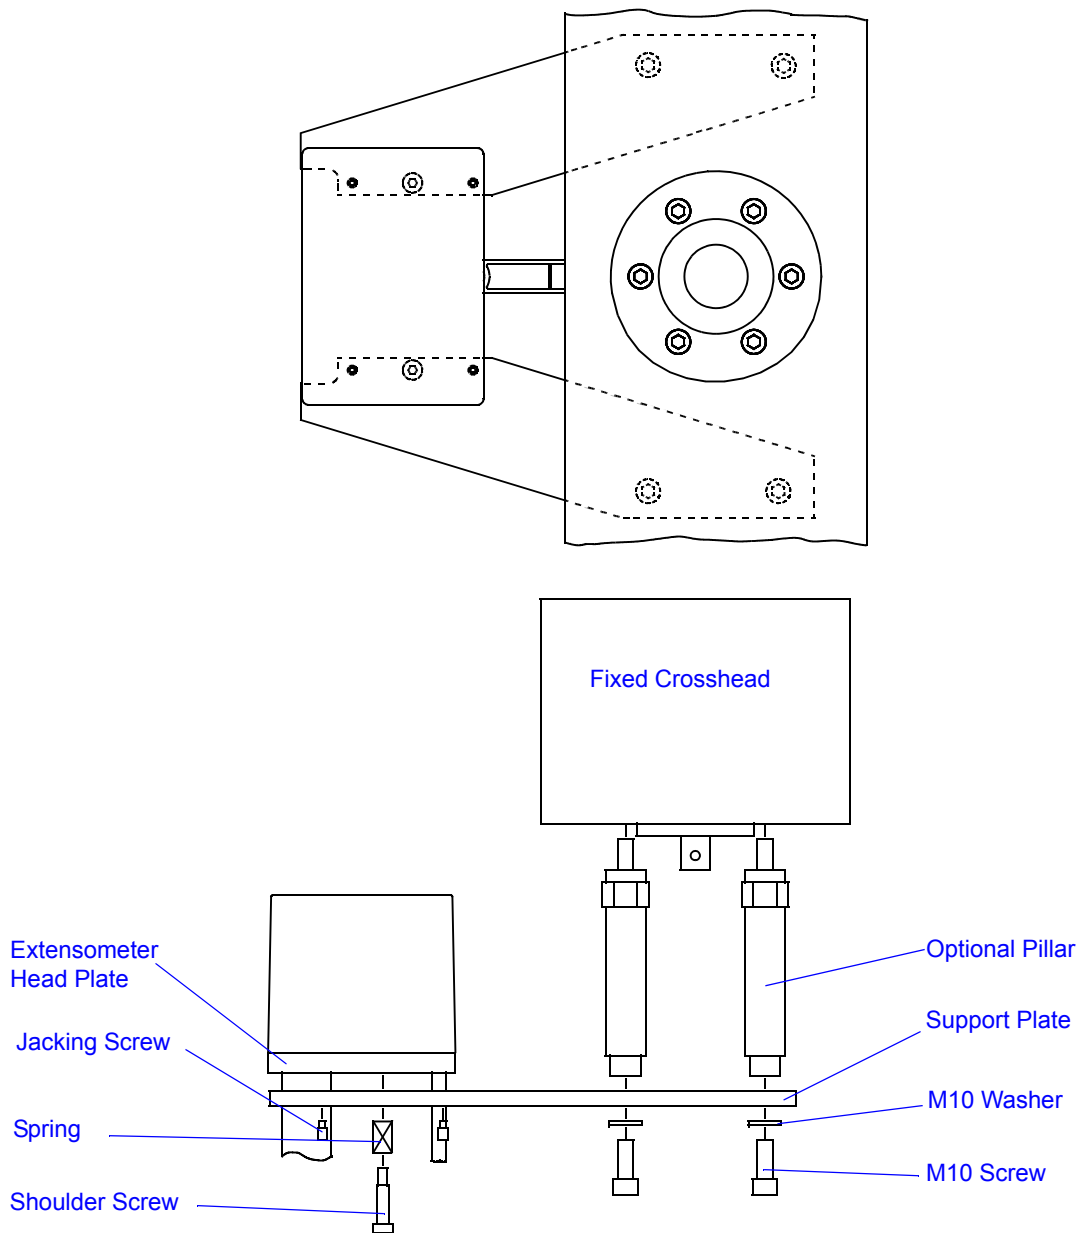 Fixed Crosshead
Extensometer
Head Plate
Optional Pillar
Support Plate
Jacking Screw
M10 Washer
Spring
M10 Screw
Shoulder Screw